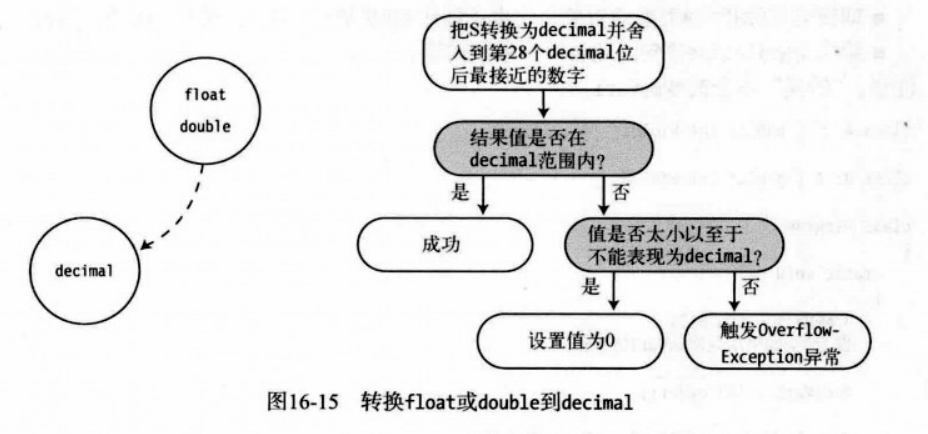 float
double
decimal
把S转换为decimal并舍
入到第28个decimal位
后最接近的数字
结果值是否在
decimal范围内?
是
否
成功
值是否太小以至于
不能表现为decimal?
是
否
设置值为0
触发Overflow-
Exception异常
图16-15 转换float或double到decimal